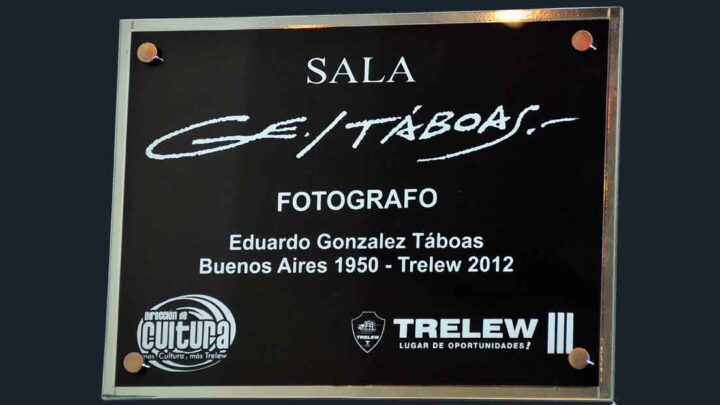 SALA
GE./TÁBOAS.-
FOTOGRAFO
Eduardo Gonzalez Táboas
Buenos Aires 1950 - Trelew 2012
Dirección de
CULTURA
mas Cultura, más Trelew
TRELEW
TRELEW
LUGAR DE OPORTUNIDADES!